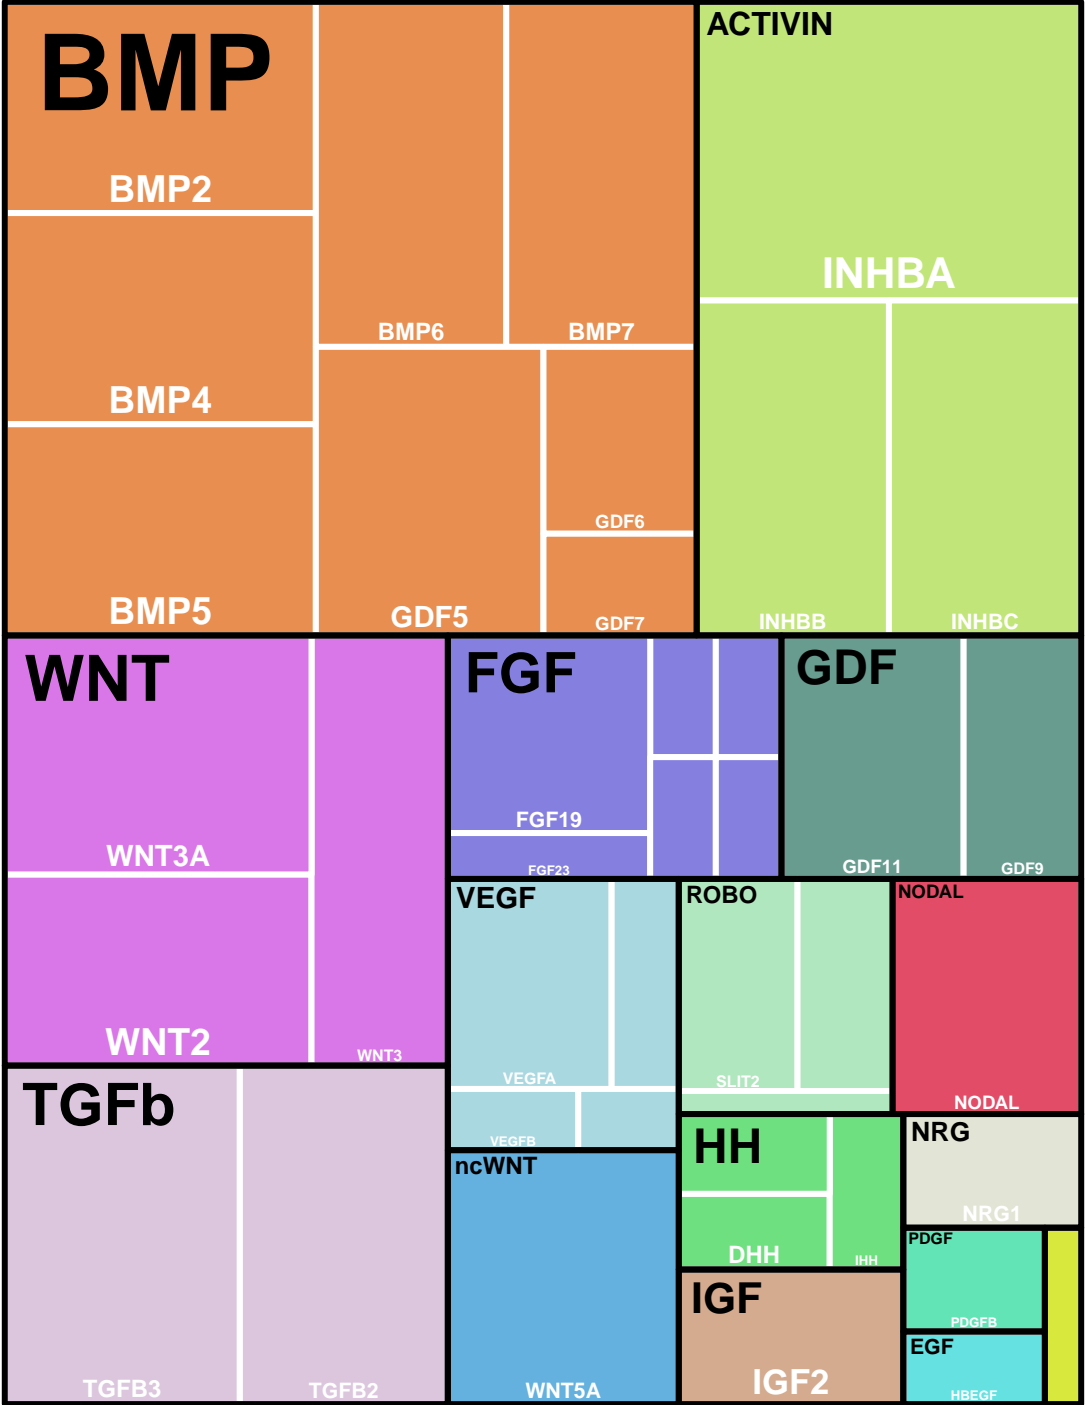 BMP
BMP2
BMP4
BMP5
BMP6
BMP7
GDF5
GDF6
GDF7
ACTIVIN
INHBA
INHBB
INHBC
WNT
WNT3A
WNT2
WNT3
FGF
FGF19
FGF23
GDF
GDF11
GDF9
VEGF
VEGFA
VEGFB
ROBO
SLIT2
NODAL
NODAL
TGFb
TGFB3
TGFB2
ncWNT
WNT5A
HH
DHH
IHH
NRG
NRG1
IGF
IGF2
PDGF
PDGFB
EGF
HBEGF